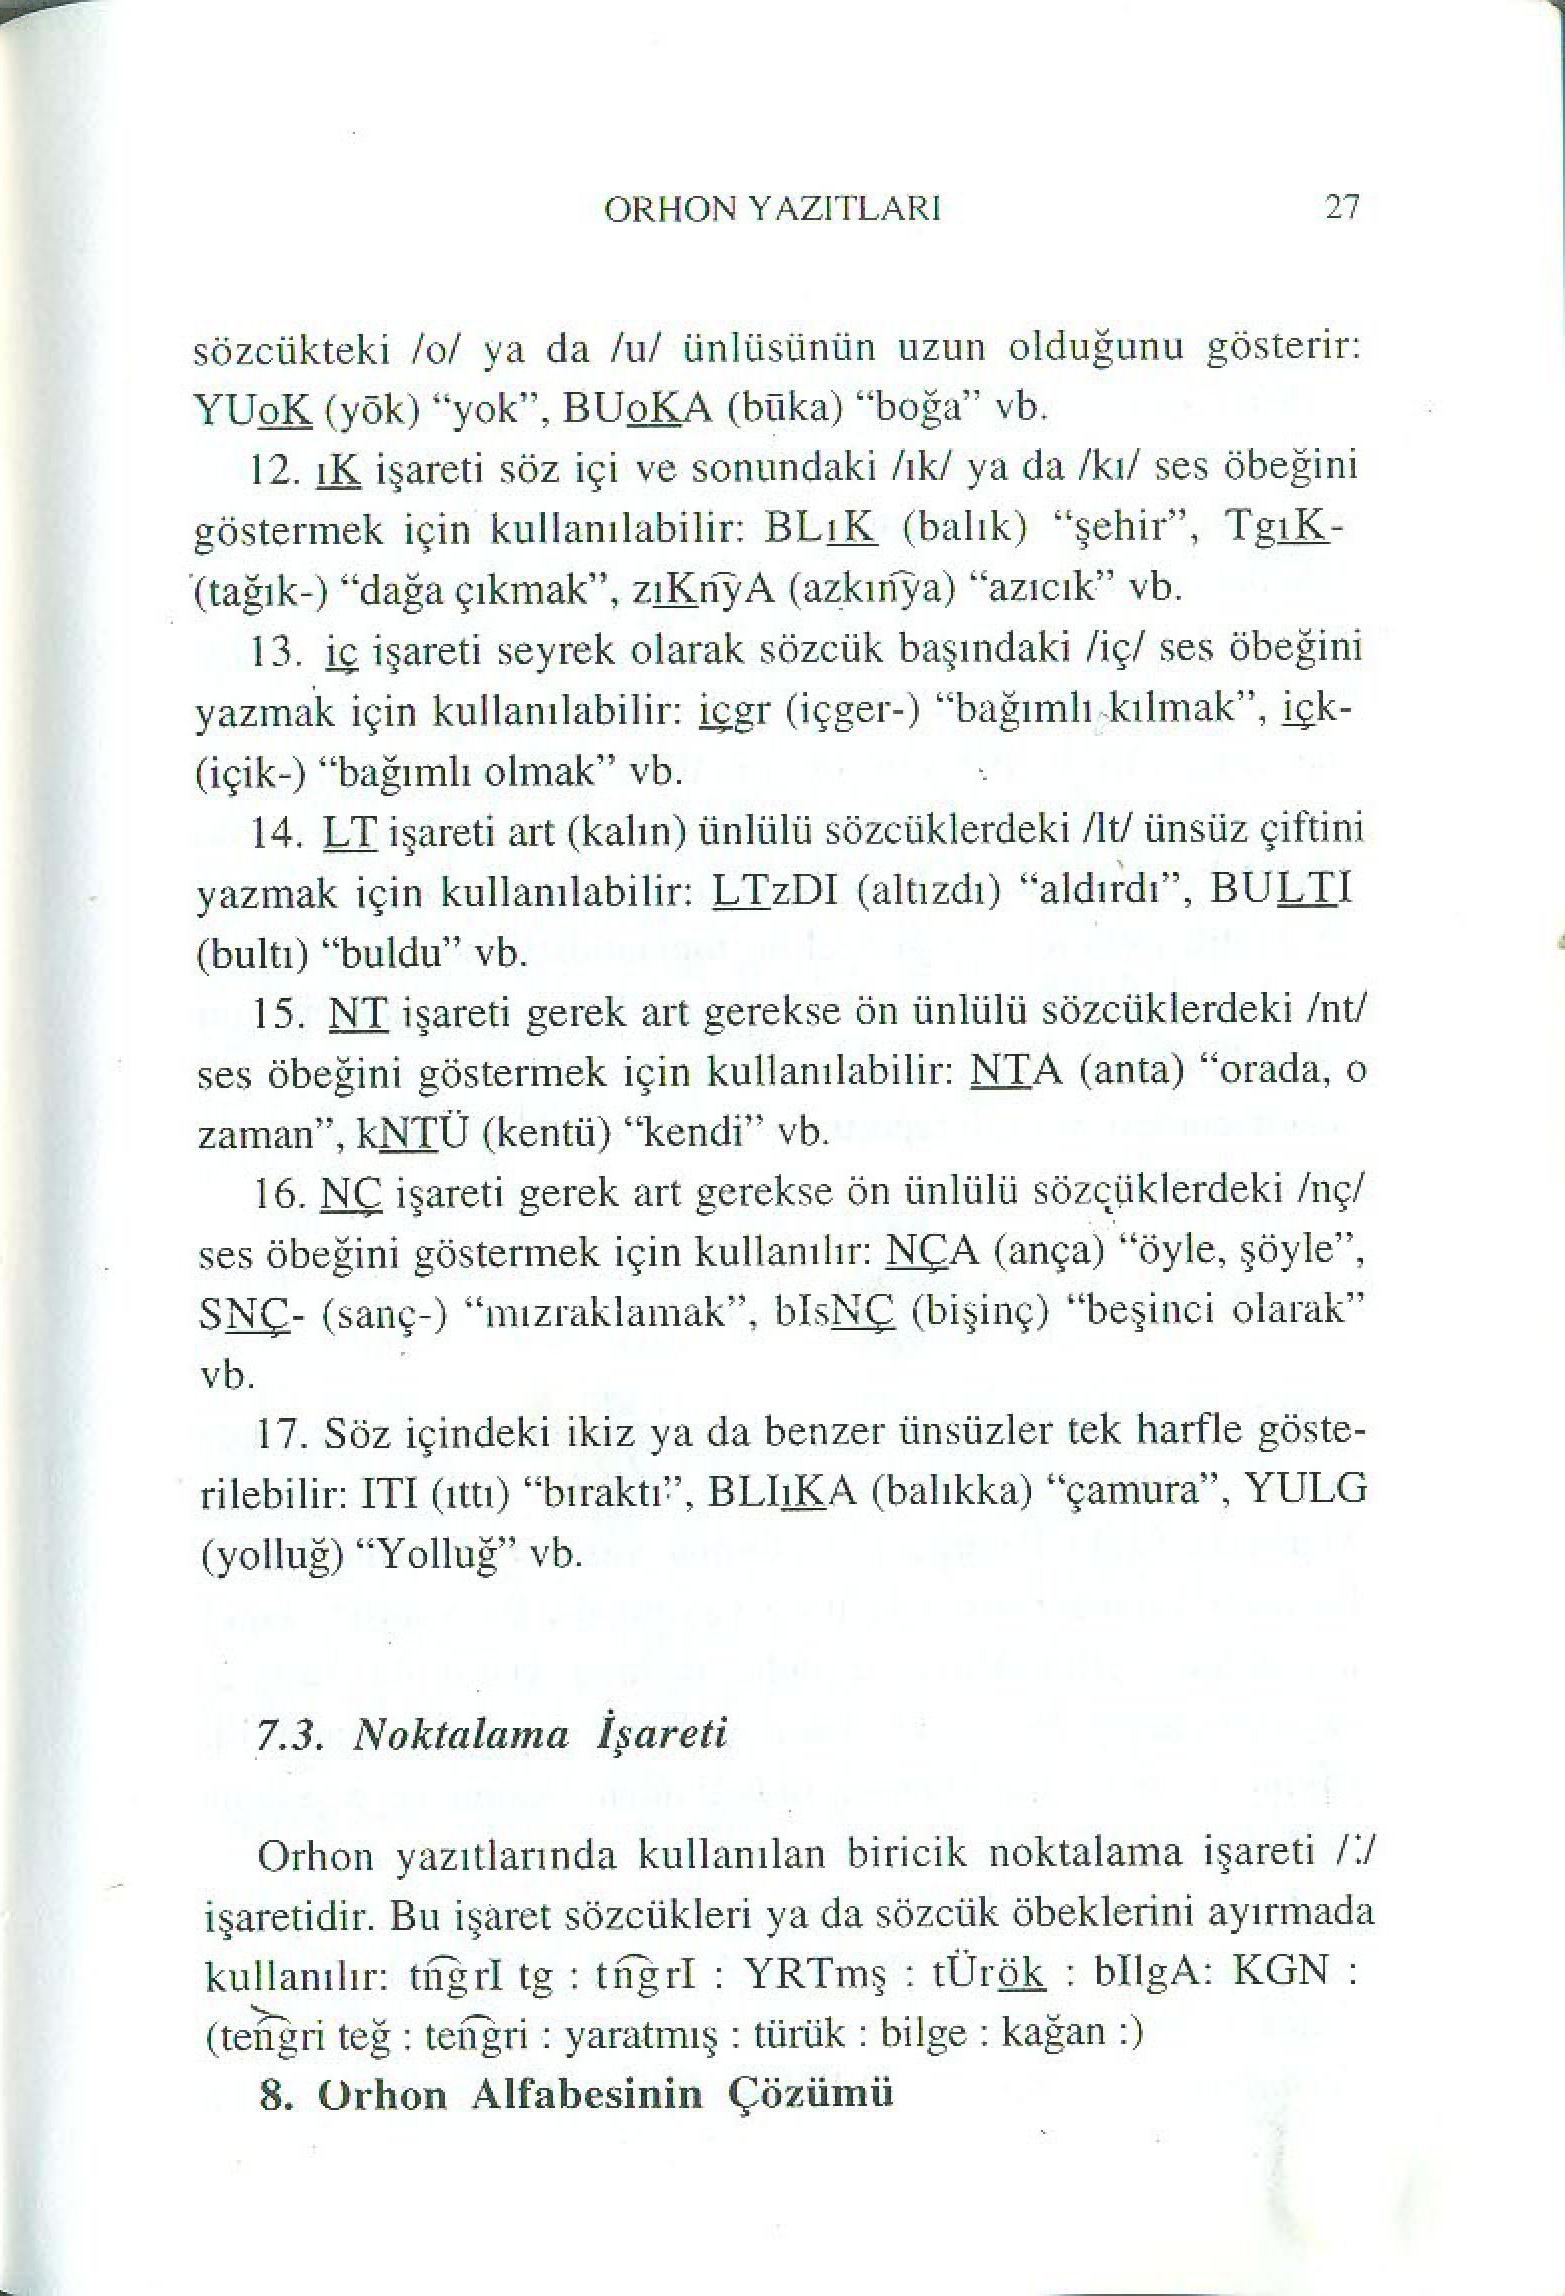 ORHON YAZITLARI 27
sözcükteki /o/ ya da /u/ ünlüsünün uzun olduğunu gösterir:
YUoK (yōk) “yok”, BUoKA (būka) “boğa” vb.
12. ıK işareti söz içi ve sonundaki /ık/ ya da /kı/ ses öbeğini
göstermek için kullanılabilir: BLıK (balık) “şehir”, TgıK-
(tağık-) “dağa çıkmak”, zıKn͡yA (azkın͡ya) “azıcık” vb.
13. iç işareti seyrek olarak sözcük başındaki /iç/ ses öbeğini
yazmak için kullanılabilir: içgr (içger-) “bağımlı kılmak”, içk-
(içik-) “bağımlı olmak” vb.
14. LT işareti art (kalın) ünlülü sözcüklerdeki /lt/ ünsüz çiftini
yazmak için kullanılabilir: LTzDI (altızdı) “aldırdı”, BULTI
(bultı) “buldu” vb.
15. NT işareti gerek art gerekse ön ünlülü sözcüklerdeki /nt/
ses öbeğini göstermek için kullanılabilir: NTA (anta) “orada, o
zaman”, kNTÜ (kentü) “kendi” vb.
16. NÇ işareti gerek art gerekse ön ünlülü sözcüklerdeki /nç/
ses öbeğini göstermek için kullanılır: NÇA (ança) “öyle, şöyle”,
SNÇ- (sanç-) “mızraklamak”, bIsNÇ (bişinç) “beşinci olarak”
vb.
17. Söz içindeki ikiz ya da benzer ünsüzler tek harfle göste-
rilebilir: ITI (ıttı) “bıraktı”, BLIıKA (balıkka) “çamura”, YULG
(yolluğ) “Yolluğ” vb.
7.3. Noktalama İşareti
Orhon yazıtlarında kullanılan biricik noktalama işareti /:/
işaretidir. Bu işaret sözcükleri ya da sözcük öbeklerini ayırmada
kullanılır: tn͡grI tg : tn͡grI : YRTmş : tÜrök : bIlgA: KGN :
(ten͡gri teğ : ten͡gri : yaratmış : türük : bilge : kağan :)
8. Orhon Alfabesinin Çözümü